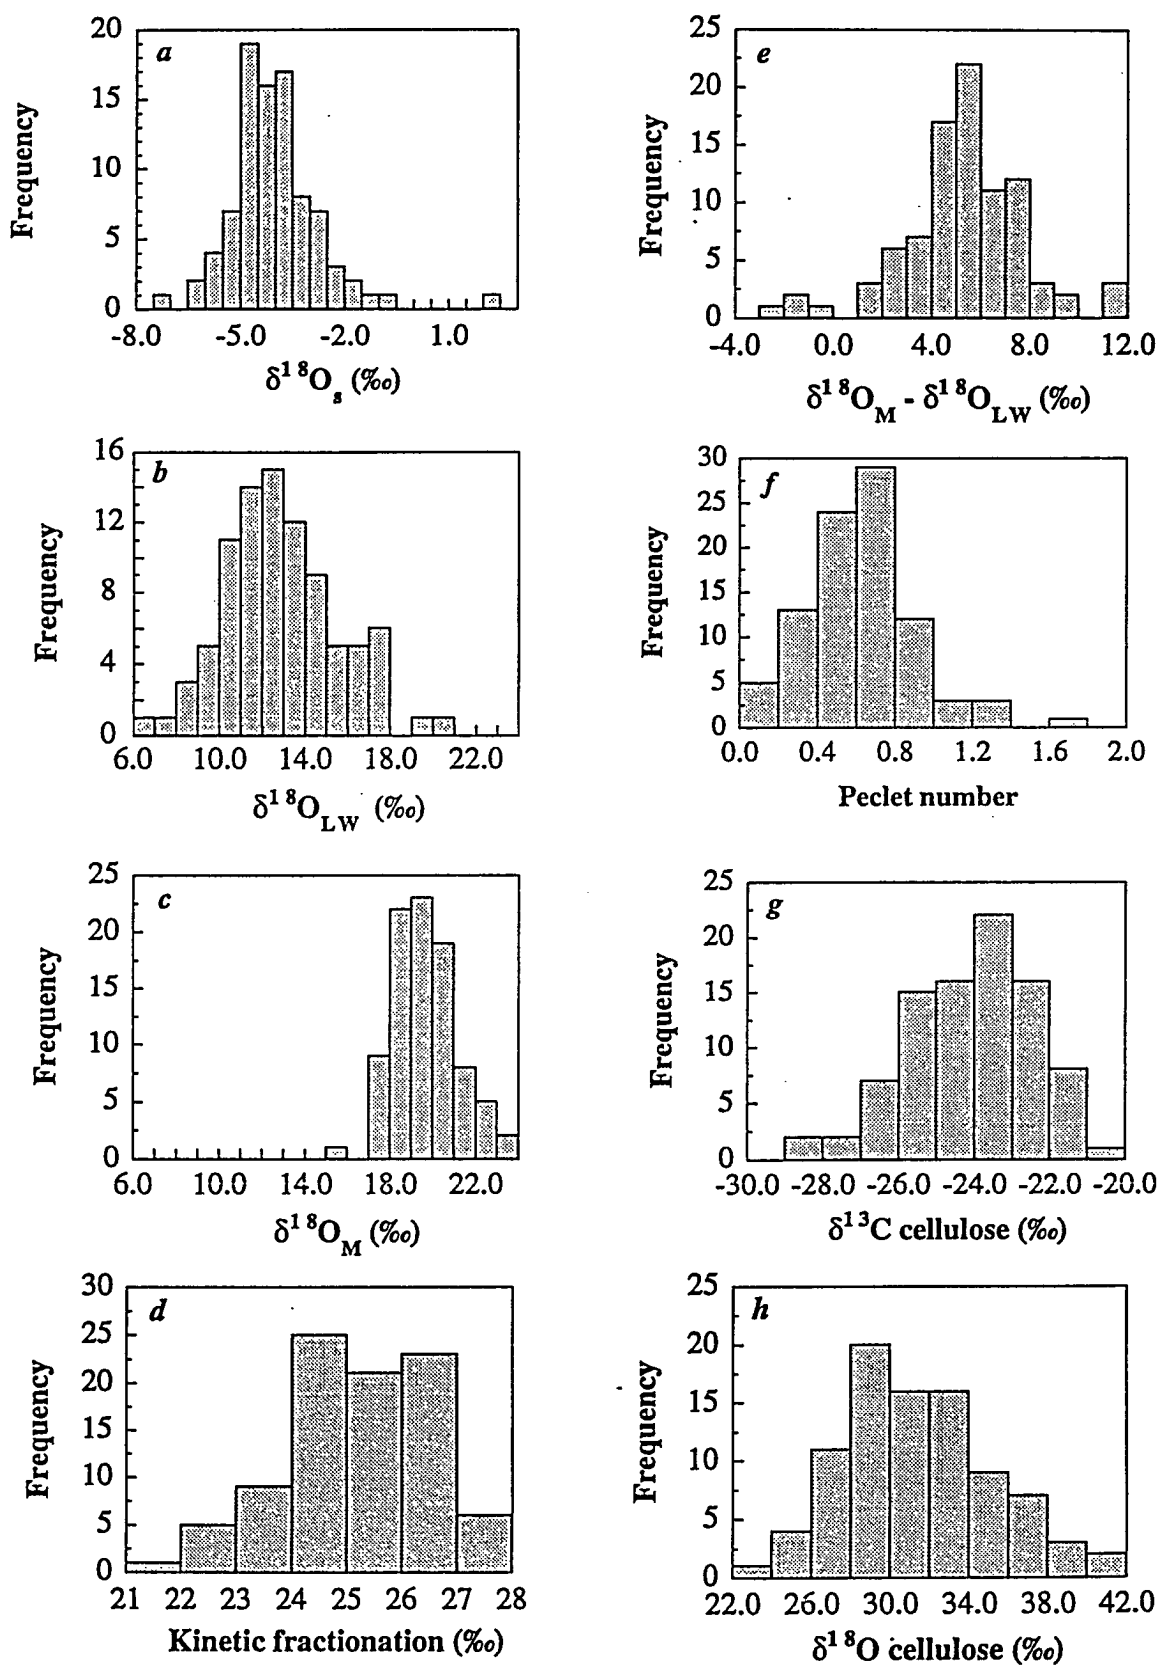 a
20
15
10
5
0
Frequency
-8.0 -5.0 -2.0 1.0
δ¹⁸Oₛ (‰)
b
16
12
8
4
0
Frequency
6.0 10.0 14.0 18.0 22.0
δ¹⁸O_LW (‰)
c
25
20
15
10
5
0
Frequency
6.0 10.0 14.0 18.0 22.0
δ¹⁸O_M (‰)
d
30
25
20
15
10
5
0
Frequency
21 22 23 24 25 26 27 28
Kinetic fractionation (‰)
e
25
20
15
10
5
0
Frequency
-4.0 0.0 4.0 8.0 12.0
δ¹⁸O_M - δ¹⁸O_LW (‰)
f
30
25
20
15
10
5
0
Frequency
0.0 0.4 0.8 1.2 1.6 2.0
Peclet number
g
25
20
15
10
5
0
Frequency
-30.0 -28.0 -26.0 -24.0 -22.0 -20.0
δ¹³C cellulose (‰)
h
25
20
15
10
5
0
Frequency
22.0 26.0 30.0 34.0 38.0 42.0
δ¹⁸O cellulose (‰)